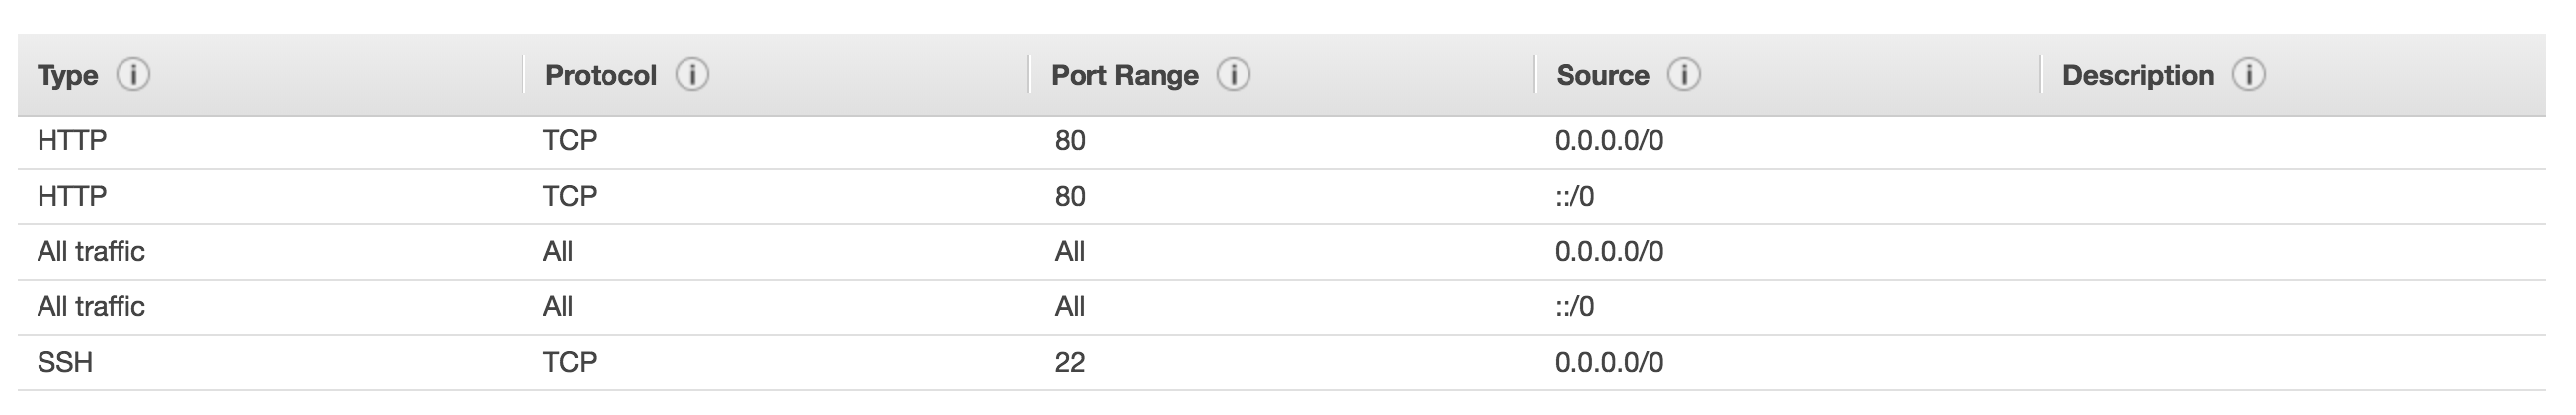 Type Protocol Port Range Source Description
HTTP TCP 80 0.0.0.0/0
HTTP TCP 80 ::/0
All traffic All All 0.0.0.0/0
All traffic All All ::/0
SSH TCP 22 0.0.0.0/0